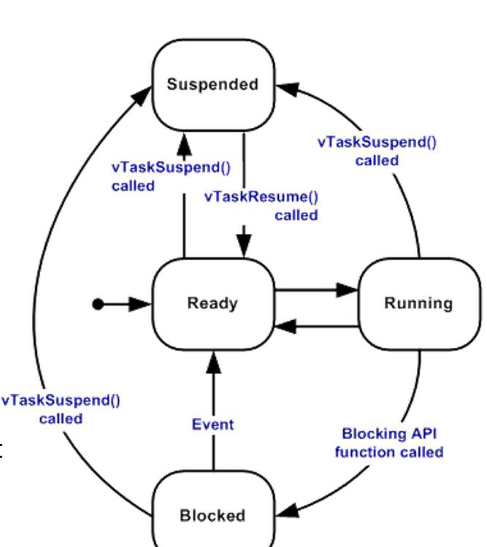 Suspended
vTaskSuspend()
called
vTaskSuspend()
called
vTaskResume()
called
Ready
Running
vTaskSuspend()
called
Event
Blocking API
function called
Blocked